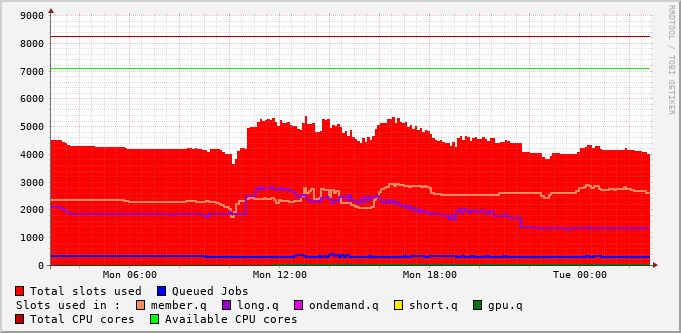 RRDTOOL / TOBI OETIKER
9000
8000
7000
6000
5000
4000
3000
2000
1000
0
Mon 06:00 Mon 12:00 Mon 18:00 Tue 00:00
Total slots used Queued Jobs
Slots used in : member.q long.q ondemand.q short.q gpu.q
Total CPU cores Available CPU cores